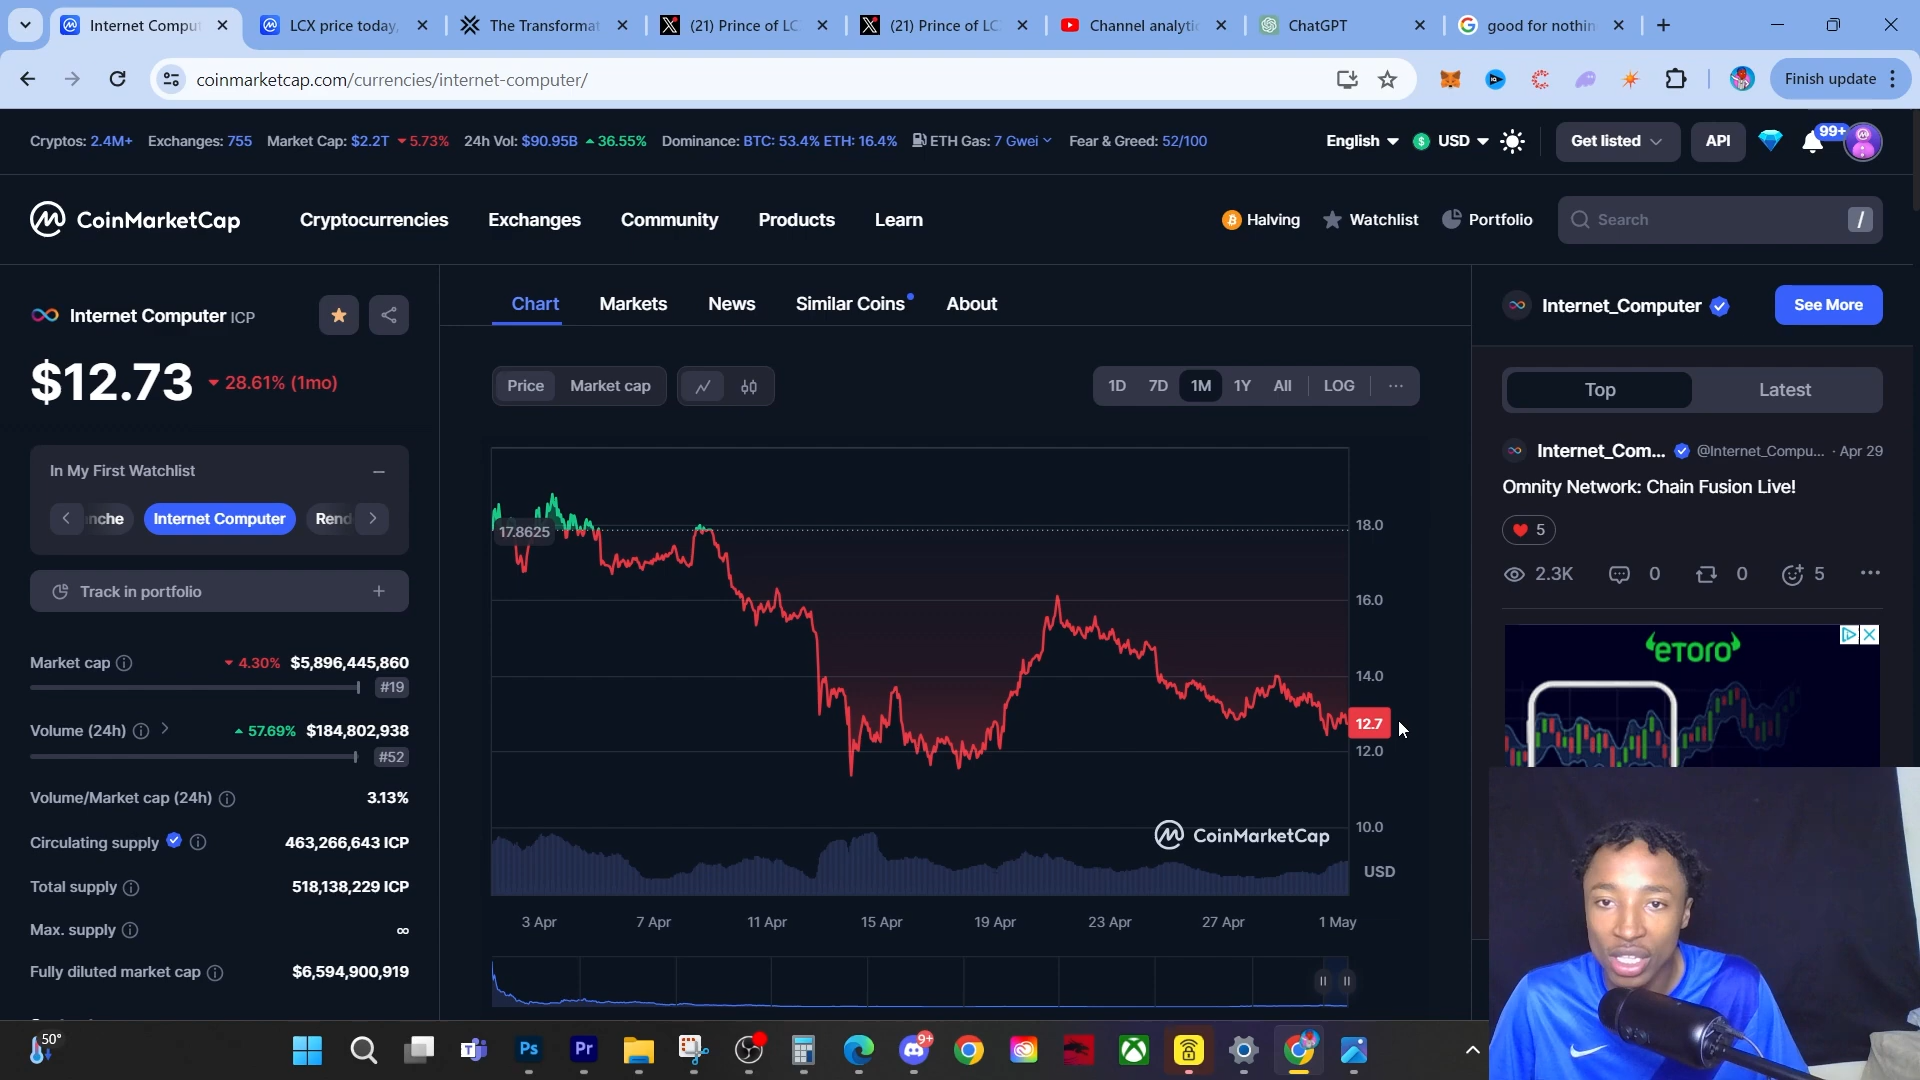 Internet Comput
LCX price today,
The Transformat
(21) Prince of LC
(21) Prince of LC
Channel analytic
ChatGPT
good for nothin
coinmarketcap.com/currencies/internet-computer/
Finish update
Cryptos: 2.4M+ Exchanges: 755 Market Cap: $2.2T 5.73% 24h Vol: $90.95B 36.55% Dominance: BTC: 53.4% ETH: 16.4% ETH Gas: 7 Gwei Fear & Greed: 52/100
English $ USD Get listed API 99+
CoinMarketCap Cryptocurrencies Exchanges Community Products Learn
Halving Watchlist Portfolio Search /
Internet Computer ICP
$12.73 28.61% (1mo)
In My First Watchlist
nche Internet Computer Rend
Track in portfolio +
Market cap 4.30% $5,896,445,860
#19
Volume (24h) 57.69% $184,802,938
#52
Volume/Market cap (24h) 3.13%
Circulating supply 463,266,643 ICP
Total supply 518,138,229 ICP
Max. supply ∞
Fully diluted market cap $6,594,900,919
Chart Markets News Similar Coins About
Price Market cap
1D 7D 1M 1Y All LOG ...
17.8625
18.0
16.0
14.0
12.7
12.0
10.0
CoinMarketCap
USD
3 Apr 7 Apr 11 Apr 15 Apr 19 Apr 23 Apr 27 Apr 1 May
Internet_Computer See More
Top Latest
Internet_Com... @Internet_Compu... · Apr 29
Omnity Network: Chain Fusion Live!
5
2.3K 0 0 5 ...
eToro
50°
Ps
Pr
9+